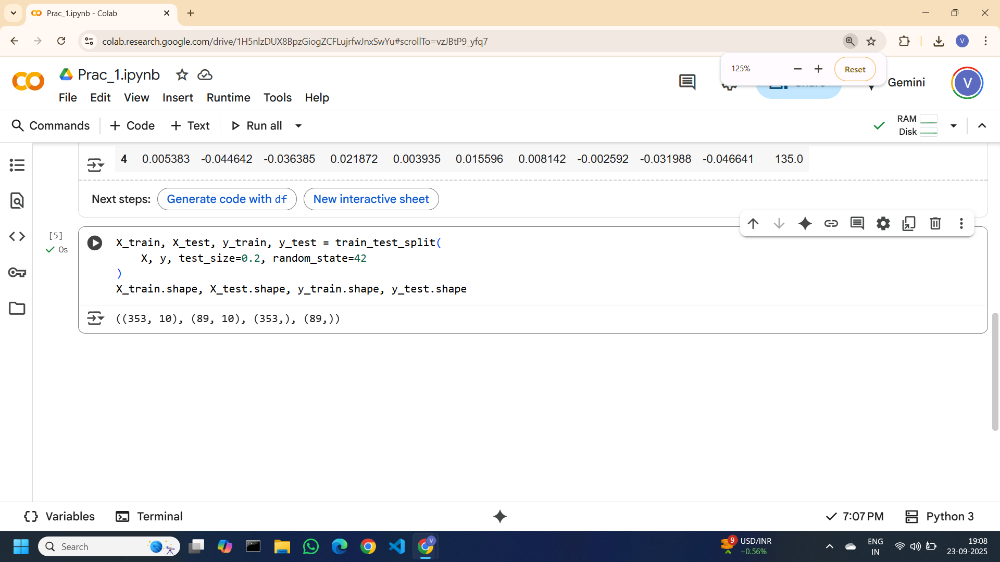 Prac_1.ipynb - Colab
colab.research.google.com/drive/1H5nlzDUX8BpzGiogZCFLujrfwJnxSwYu#scrollTo=vzJBtP9_yfq7
V
125%
Reset
Prac_1.ipynb
Gemini
V
File Edit View Insert Runtime Tools Help
Commands + Code + Text Run all
RAM
Disk
4 0.005383 -0.044642 -0.036385 0.021872 0.003935 0.015596 0.008142 -0.002592 -0.031988 -0.046641 135.0
Next steps: Generate code with df New interactive sheet
[5]
0s
X_train, X_test, y_train, y_test = train_test_split(
X, y, test_size=0.2, random_state=42
)
X_train.shape, X_test.shape, y_train.shape, y_test.shape
((353, 10), (89, 10), (353,), (89,))
Variables Terminal 7:07 PM Python 3
Search
V
9
USD/INR
+0.56%
ENG
IN
19:08
23-09-2025